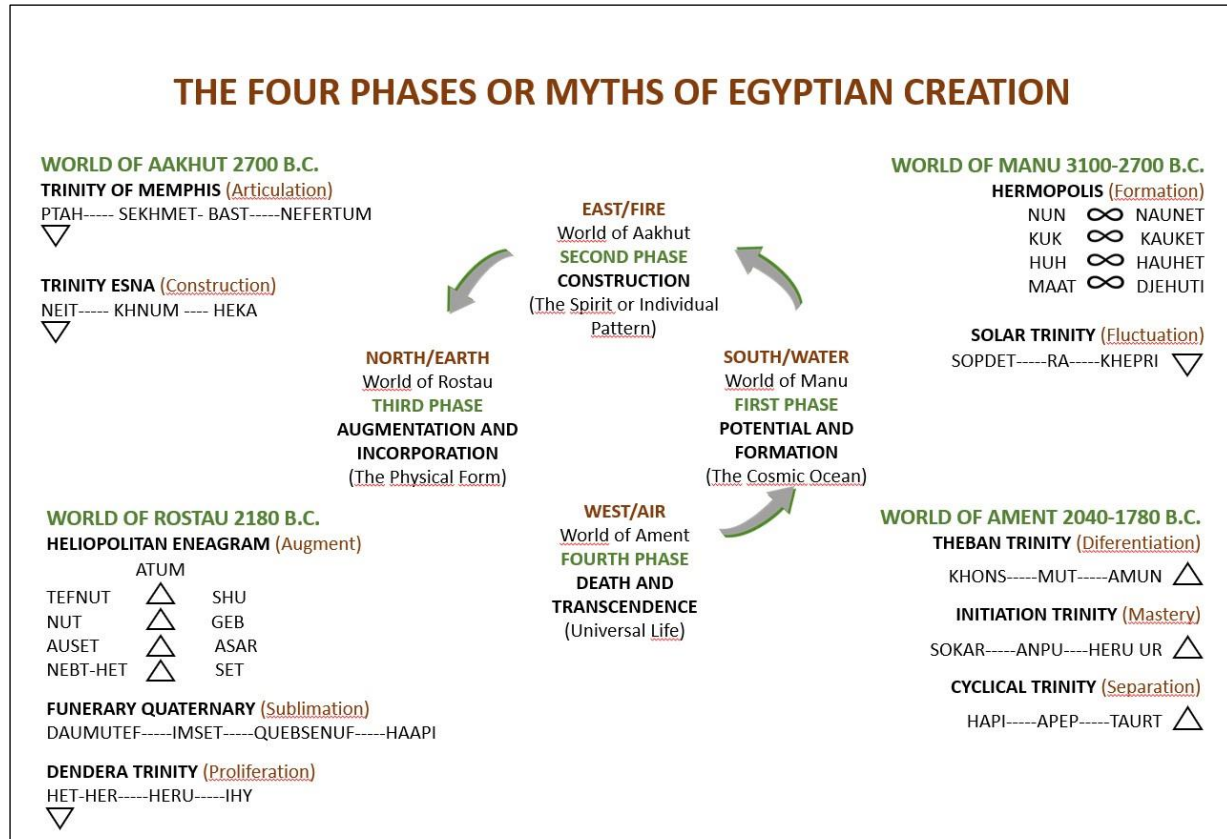 THE FOUR PHASES OR MYTHS OF EGYPTIAN CREATION
WORLD OF AAKHUT 2700 B.C.
TRINITY OF MEMPHIS (Articulation)
PTAH----- SEKHMET- BAST-----NEFERTUM
TRINITY ESNA (Construction)
NEIT----- KHNUM ---- HEKA
WORLD OF MANU 3100-2700 B.C.
HERMOPOLIS (Formation)
NUN ∞ NAUNET
KUK ∞ KAUKET
HUH ∞ HAUHET
MAAT ∞ DJEHUTI
SOLAR TRINITY (Fluctuation)
SOPDET-----RA-----KHEPRI
EAST/FIRE
World of Aakhut
SECOND PHASE
CONSTRUCTION
(The Spirit or Individual
Pattern)
NORTH/EARTH
World of Rostau
THIRD PHASE
AUGMENTATION AND
INCORPORATION
(The Physical Form)
SOUTH/WATER
World of Manu
FIRST PHASE
POTENTIAL AND
FORMATION
(The Cosmic Ocean)
WEST/AIR
World of Ament
FOURTH PHASE
DEATH AND
TRANSCENDENCE
(Universal Life)
WORLD OF ROSTAU 2180 B.C.
HELIOPOLITAN ENEAGRAM (Augment)
ATUM
TEFNUT SHU
NUT GEB
AUSET ASAR
NEBT-HET SET
FUNERARY QUATERNARY (Sublimation)
DAUMUTEF-----IMSET-----QUEBSENUF-----HAAPI
DENDERA TRINITY (Proliferation)
HET-HER-----HERU-----IHY
WORLD OF AMENT 2040-1780 B.C.
THEBAN TRINITY (Diferentiation)
KHONS-----MUT-----AMUN
INITIATION TRINITY (Mastery)
SOKAR-----ANPU----HERU UR
CYCLICAL TRINITY (Separation)
HAPI-----APEP-----TAURT